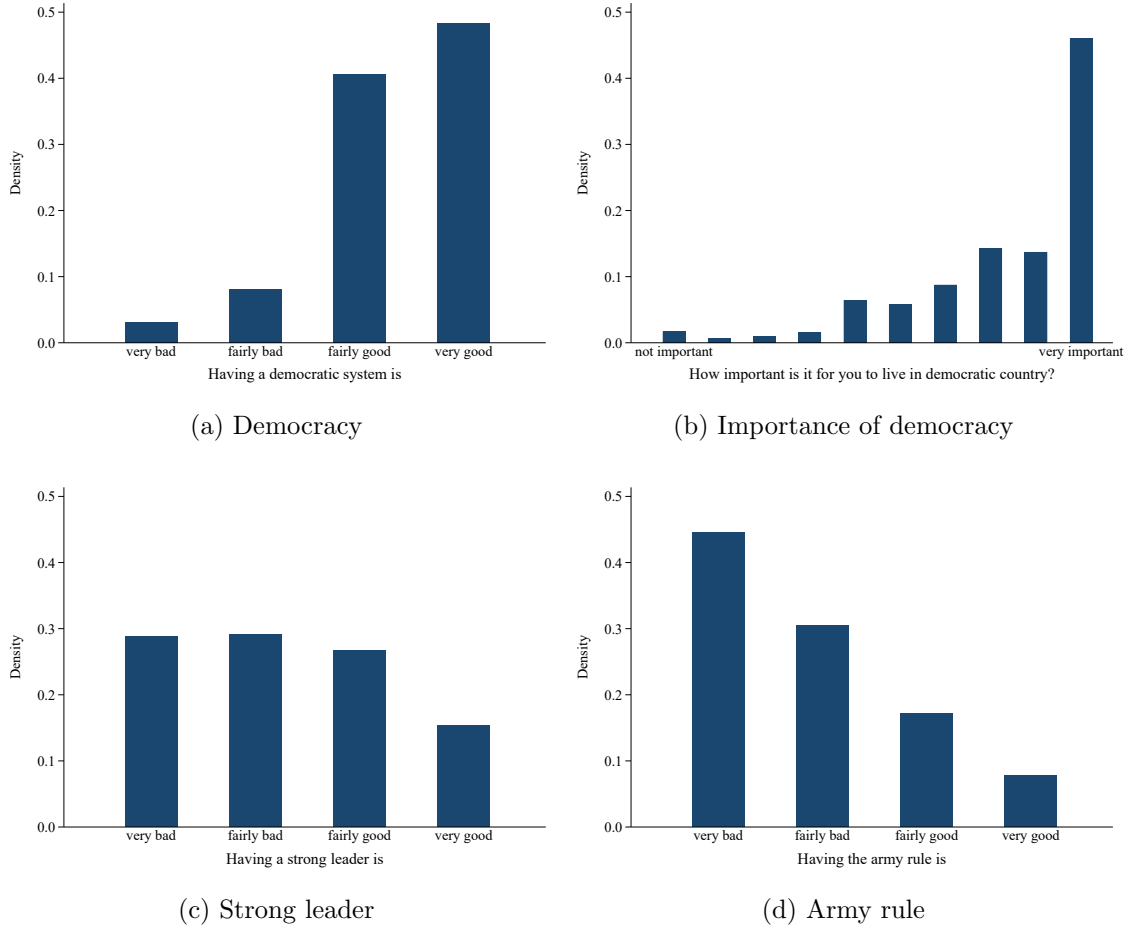 0.5
0.4
0.3
0.2
0.1
0.0
Density
very bad fairly bad fairly good very good
Having a democratic system is
(a) Democracy
0.5
0.4
0.3
0.2
0.1
0.0
Density
not important very important
How important is it for you to live in democratic country?
(b) Importance of democracy
0.5
0.4
0.3
0.2
0.1
0.0
Density
very bad fairly bad fairly good very good
Having a strong leader is
(c) Strong leader
0.5
0.4
0.3
0.2
0.1
0.0
Density
very bad fairly bad fairly good very good
Having the army rule is
(d) Army rule